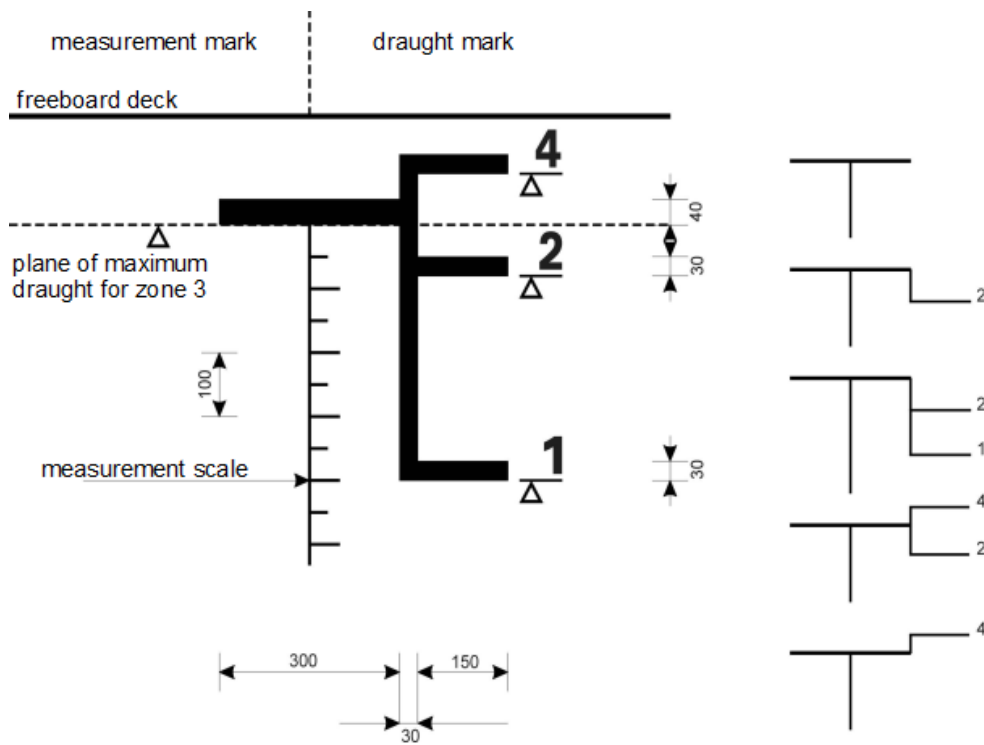 measurement mark
draught mark
freeboard deck
4
40
plane of maximum
draught for zone 3
2
30
100
measurement scale
1
30
300
150
30
2
2
1
4
2
4